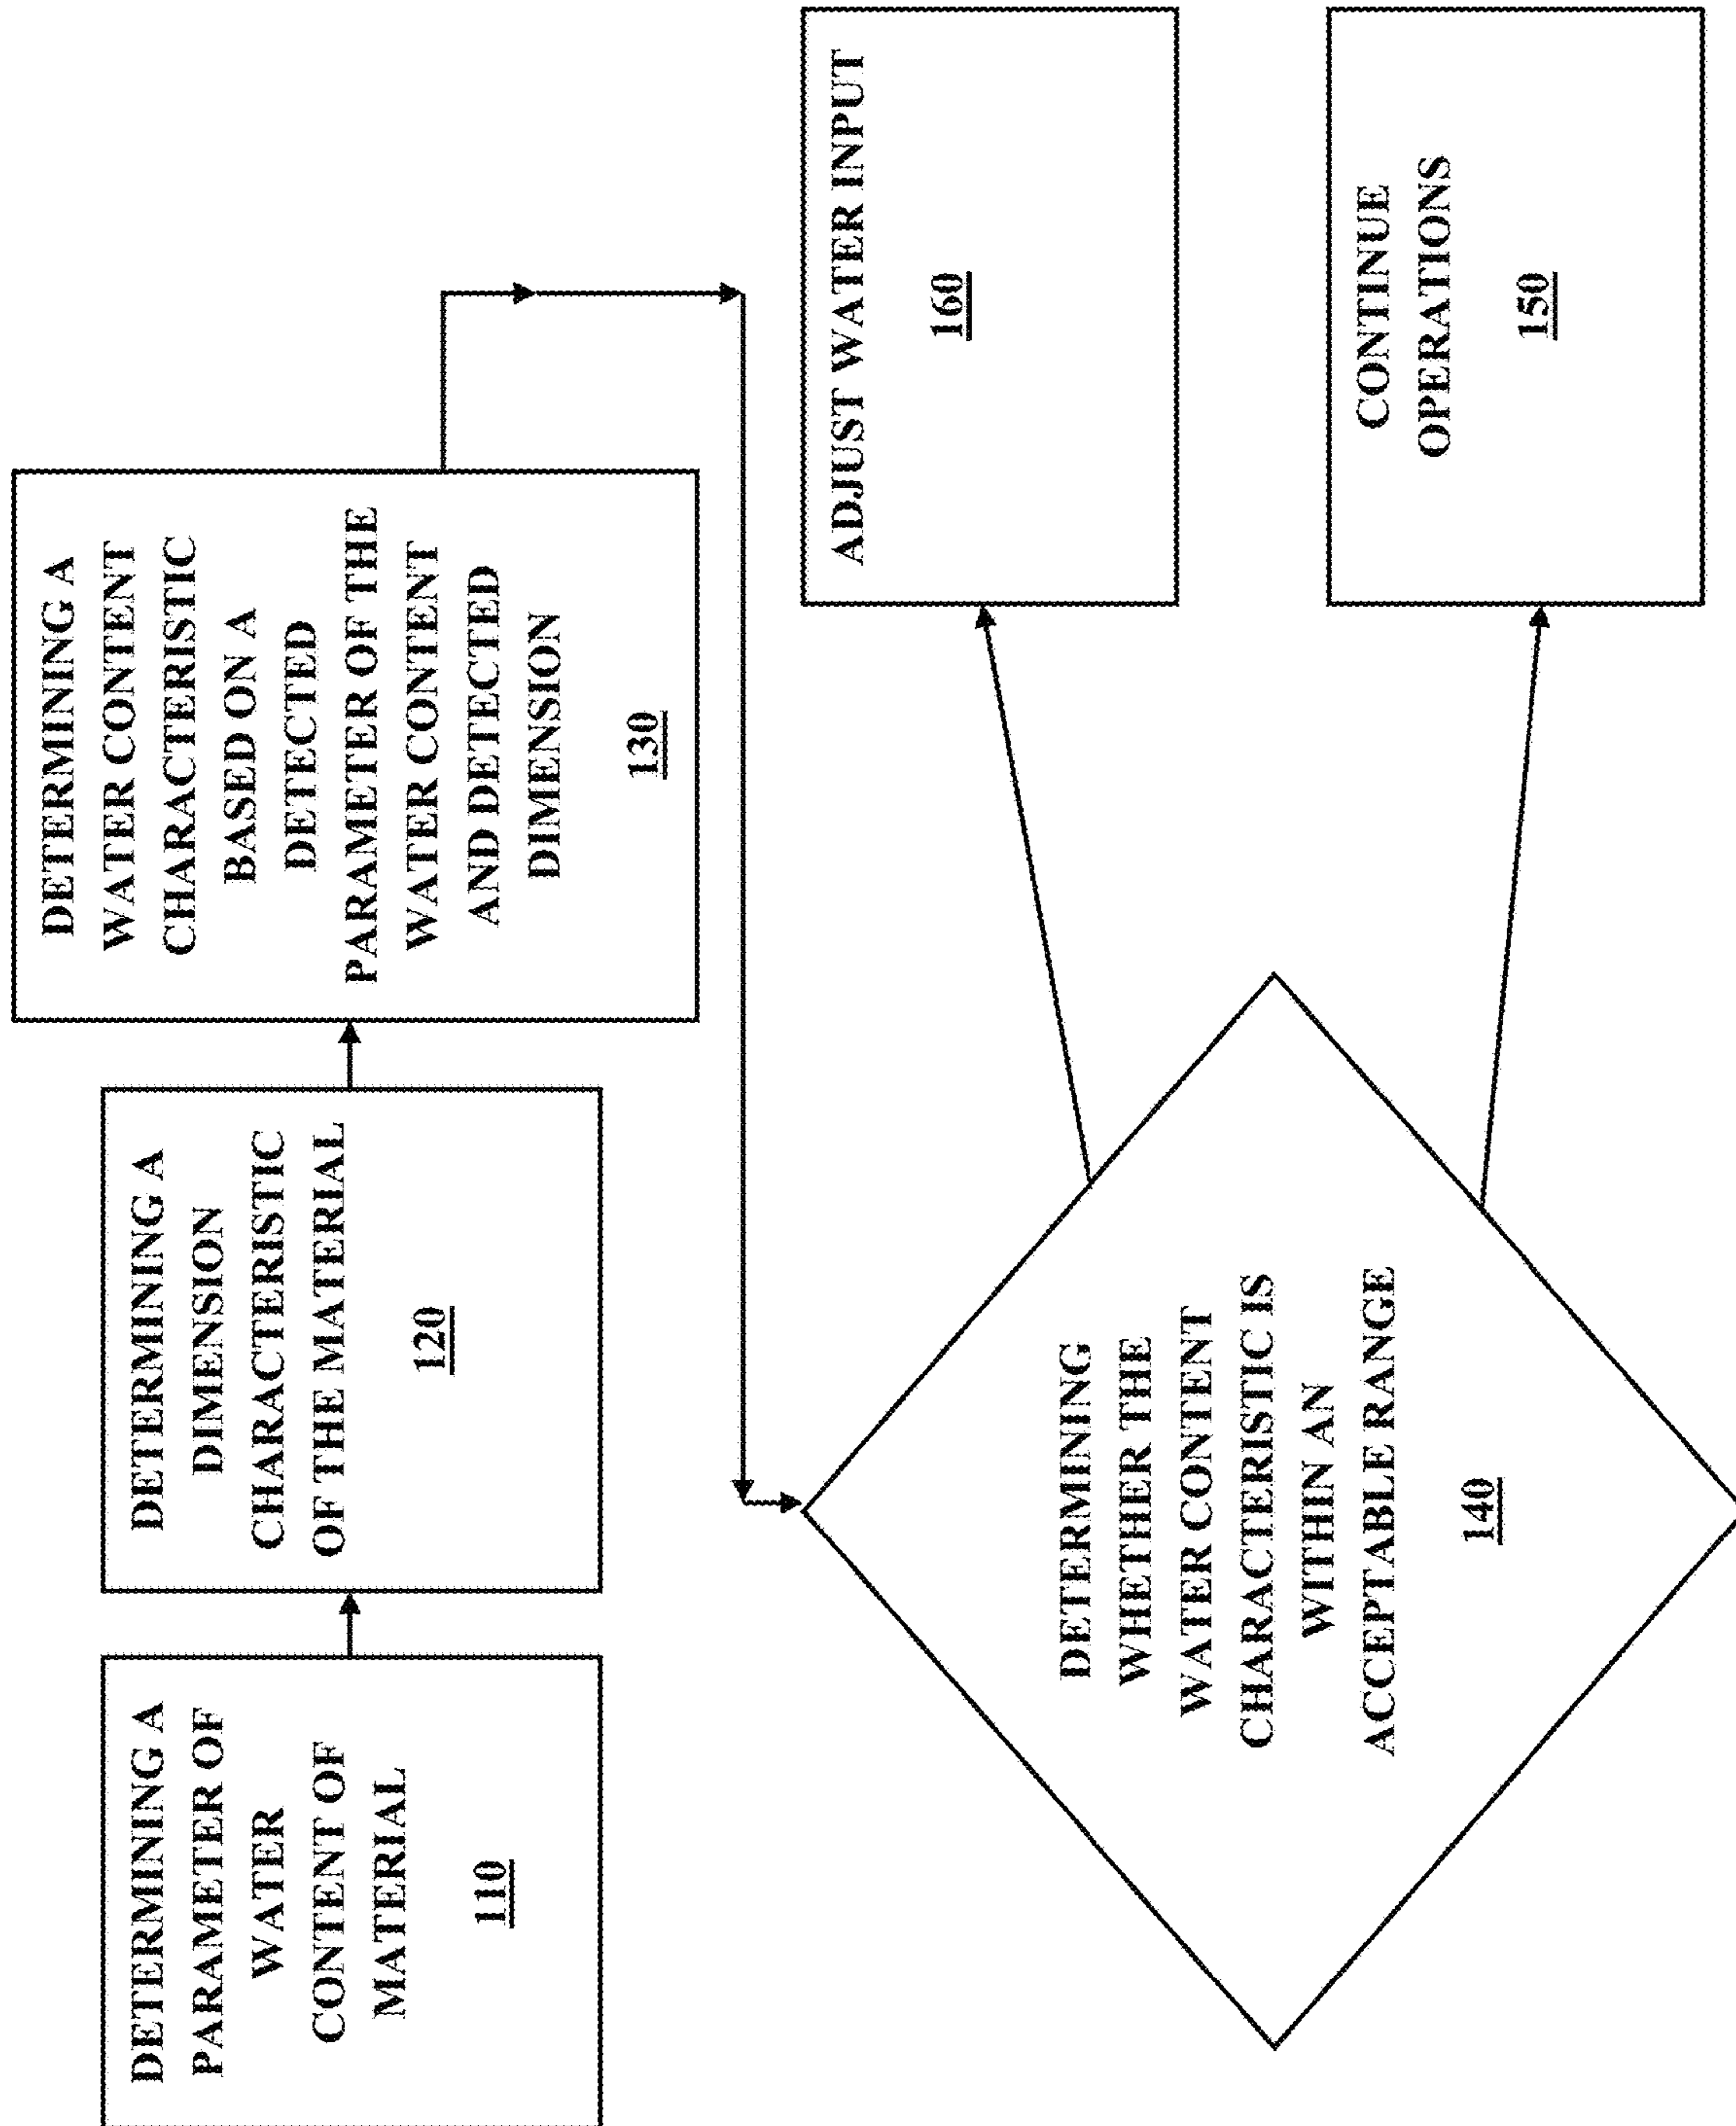 DETERMINING A
PARAMETER OF
WATER
CONTENT OF
MATERIAL
110
DETERMINING A
DIMENSION
CHARACTERISTIC
OF THE MATERIAL
120
DETERMINING A
WATER CONTENT
CHARACTERISTIC
BASED ON A
DETECTED
PARAMETER OF THE
WATER CONTENT
AND DETECTED
DIMENSION
130
DETERMINING
WHETHER THE
WATER CONTENT
CHARACTERISTIC IS
WITHIN AN
ACCEPTABLE RANGE
140
ADJUST WATER INPUT
160
CONTINUE
OPERATIONS
150